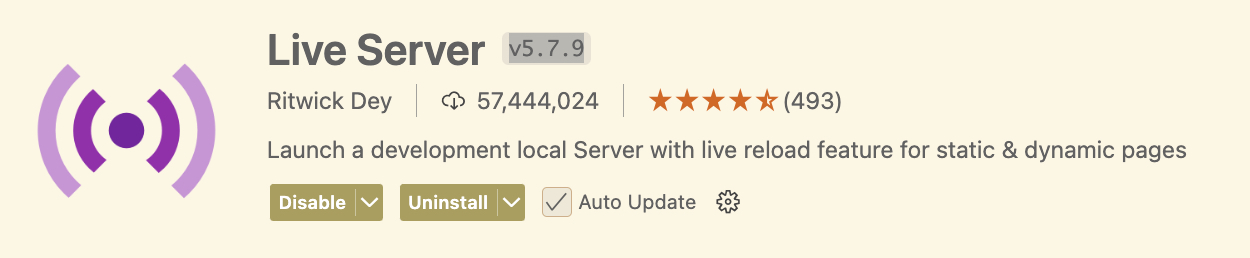 Live Server v5.7.9
Ritwick Dey 57,444,024 (493)
Launch a development local Server with live reload feature for static & dynamic pages
Disable Uninstall Auto Update